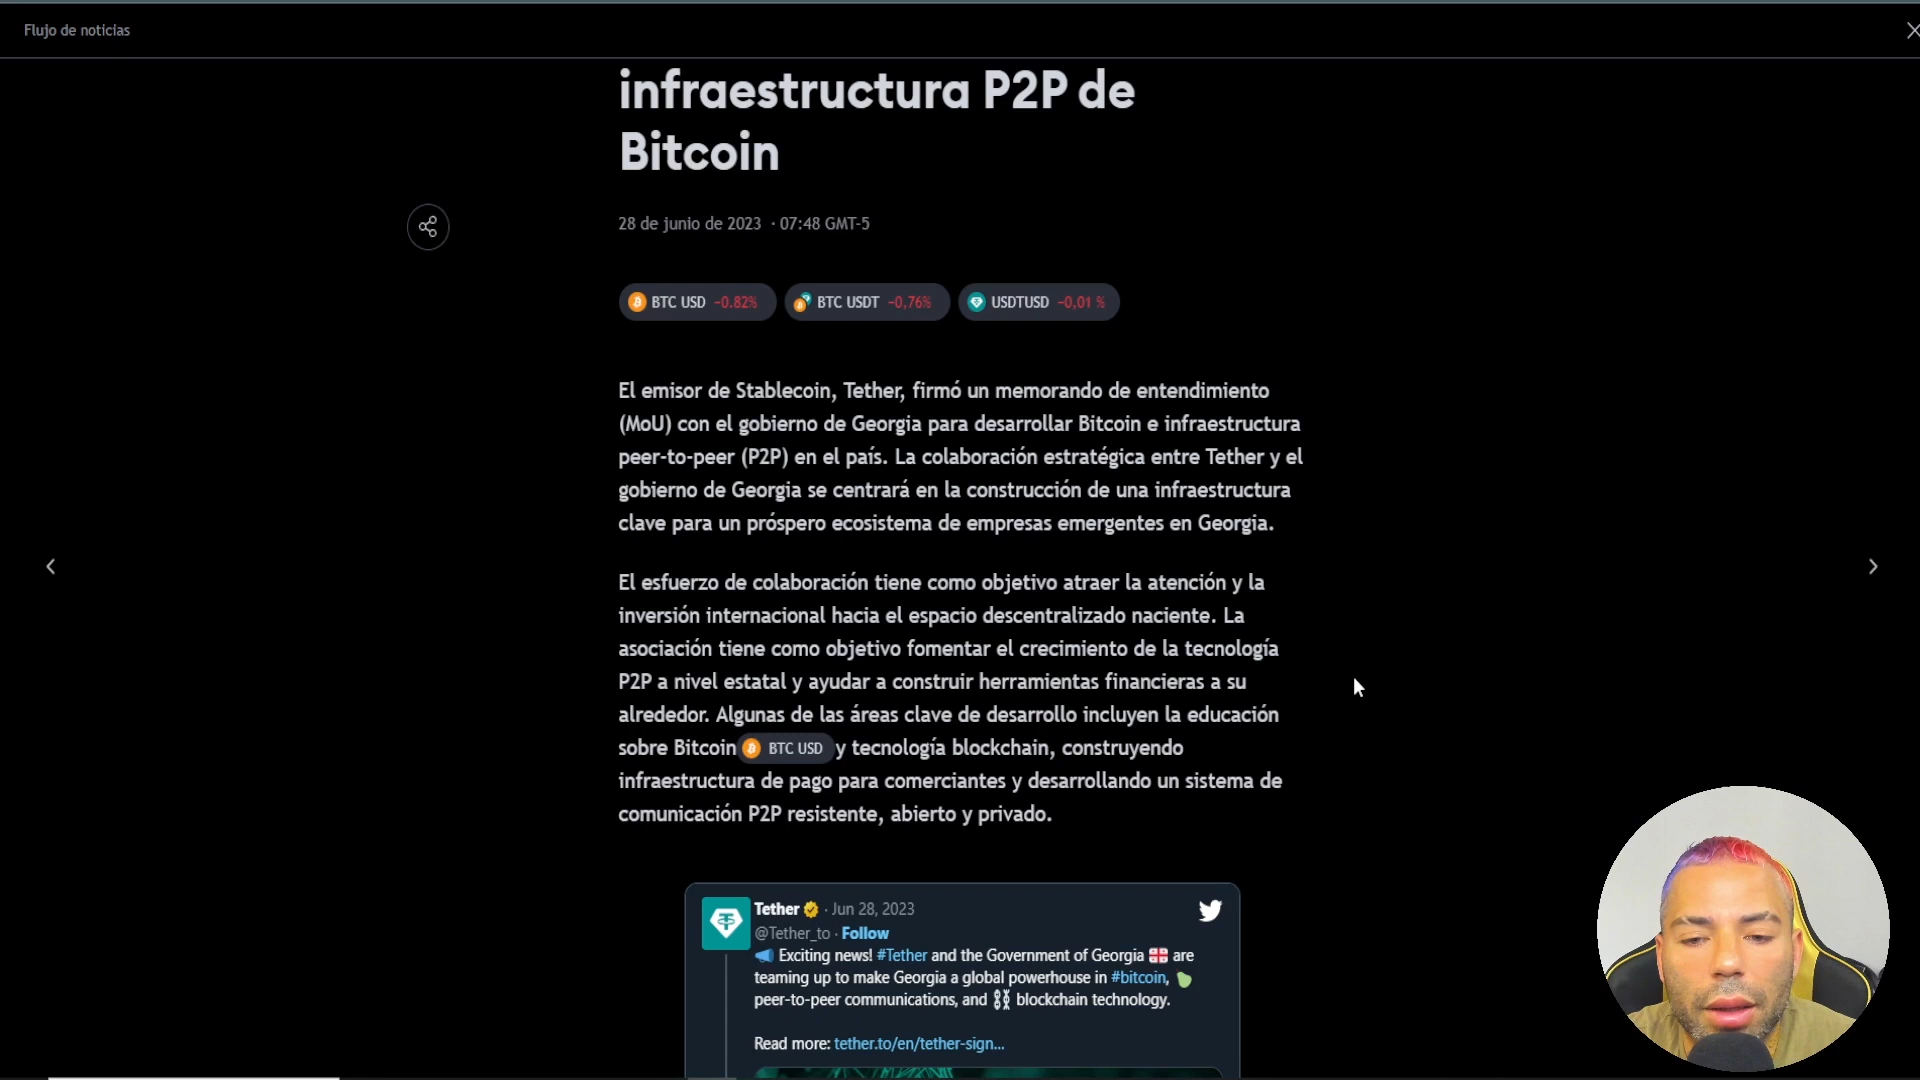 Flujo de noticias
infraestructura P2P de
Bitcoin
28 de junio de 2023 · 07:48 GMT-5
BTC USD -0.82% BTC USDT -0,76% USDTUSD -0,01 %
El emisor de Stablecoin, Tether, firmó un memorando de entendimiento
(MoU) con el gobierno de Georgia para desarrollar Bitcoin e infraestructura
peer-to-peer (P2P) en el país. La colaboración estratégica entre Tether y el
gobierno de Georgia se centrará en la construcción de una infraestructura
clave para un próspero ecosistema de empresas emergentes en Georgia.
El esfuerzo de colaboración tiene como objetivo atraer la atención y la
inversión internacional hacia el espacio descentralizado naciente. La
asociación tiene como objetivo fomentar el crecimiento de la tecnología
P2P a nivel estatal y ayudar a construir herramientas financieras a su
alrededor. Algunas de las áreas clave de desarrollo incluyen la educación
sobre Bitcoin BTC USD y tecnología blockchain, construyendo
infraestructura de pago para comerciantes y desarrollando un sistema de
comunicación P2P resistente, abierto y privado.
Tether · Jun 28, 2023
@Tether_to · Follow
Exciting news! #Tether and the Government of Georgia are
teaming up to make Georgia a global powerhouse in #bitcoin,
peer-to-peer communications, and blockchain technology.
Read more: tether.to/en/tether-sign...